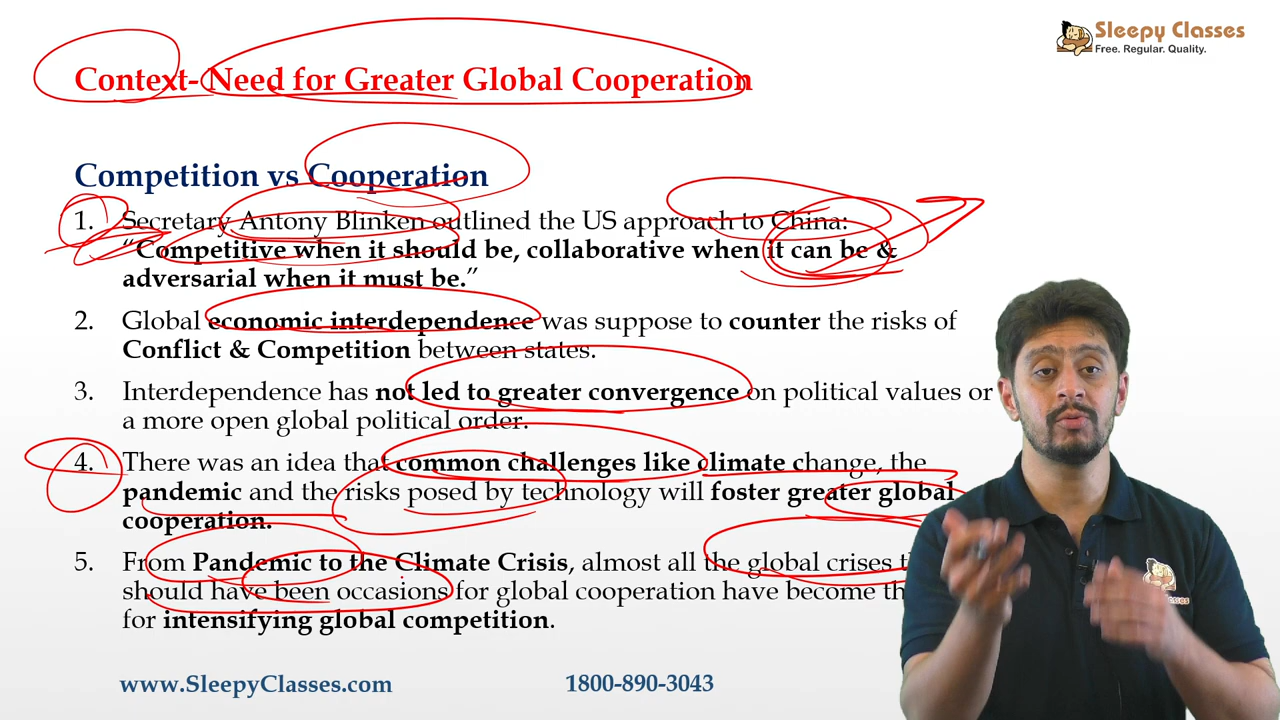 Sleepy Classes
Free. Regular. Quality.
Context- Need for Greater Global Cooperation
Competition vs Cooperation
1. Secretary Antony Blinken outlined the US approach to China:
“Competitive when it should be, collaborative when it can be &
adversarial when it must be.”
2. Global economic interdependence was suppose to counter the risks of
Conflict & Competition between states.
3. Interdependence has not led to greater convergence on political values or
a more open global political order.
4. There was an idea that common challenges like climate change, the
pandemic and the risks posed by technology will foster greater global
cooperation.
5. From Pandemic to the Climate Crisis, almost all the global crises
should have been occasions for global cooperation have become
for intensifying global competition.
www.SleepyClasses.com
1800-890-3043